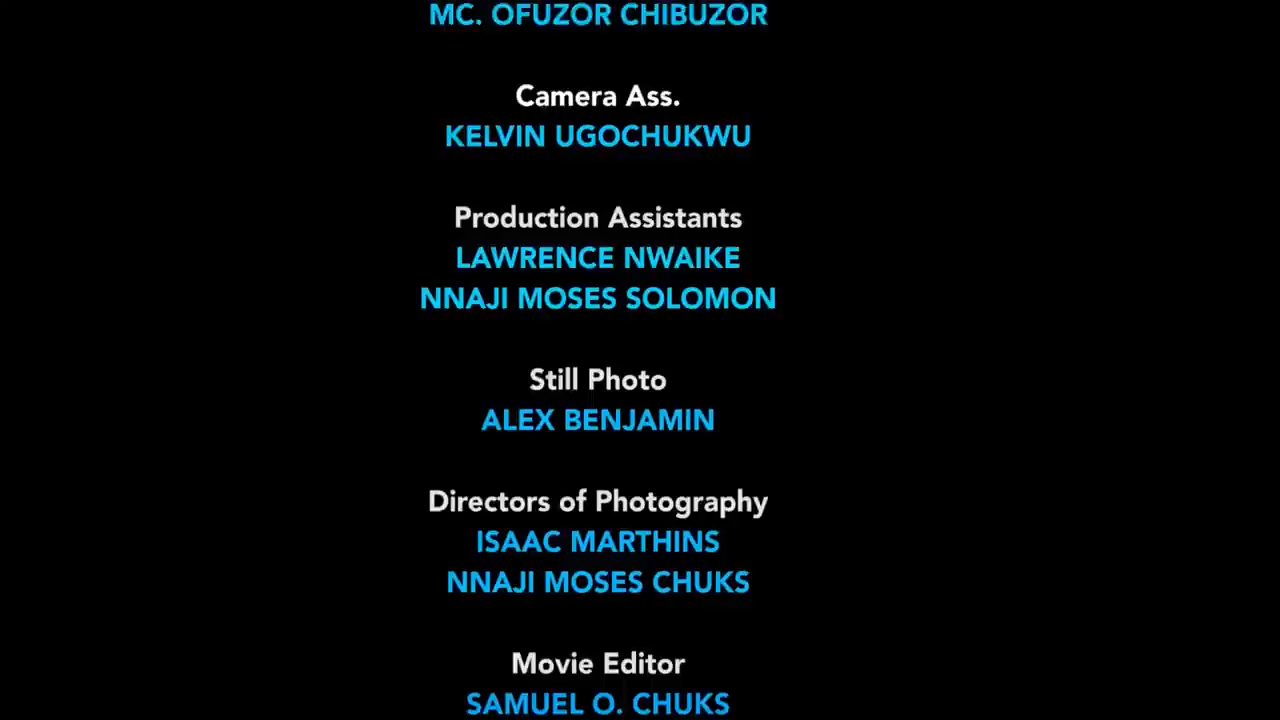 MC. OFUZOR CHIBUZOR
Camera Ass.
KELVIN UGOCHUKWU
Production Assistants
LAWRENCE NWAIKE
NNAJI MOSES SOLOMON
Still Photo
ALEX BENJAMIN
Directors of Photography
ISAAC MARTHINS
NNAJI MOSES CHUKS
Movie Editor
SAMUEL O. CHUKS